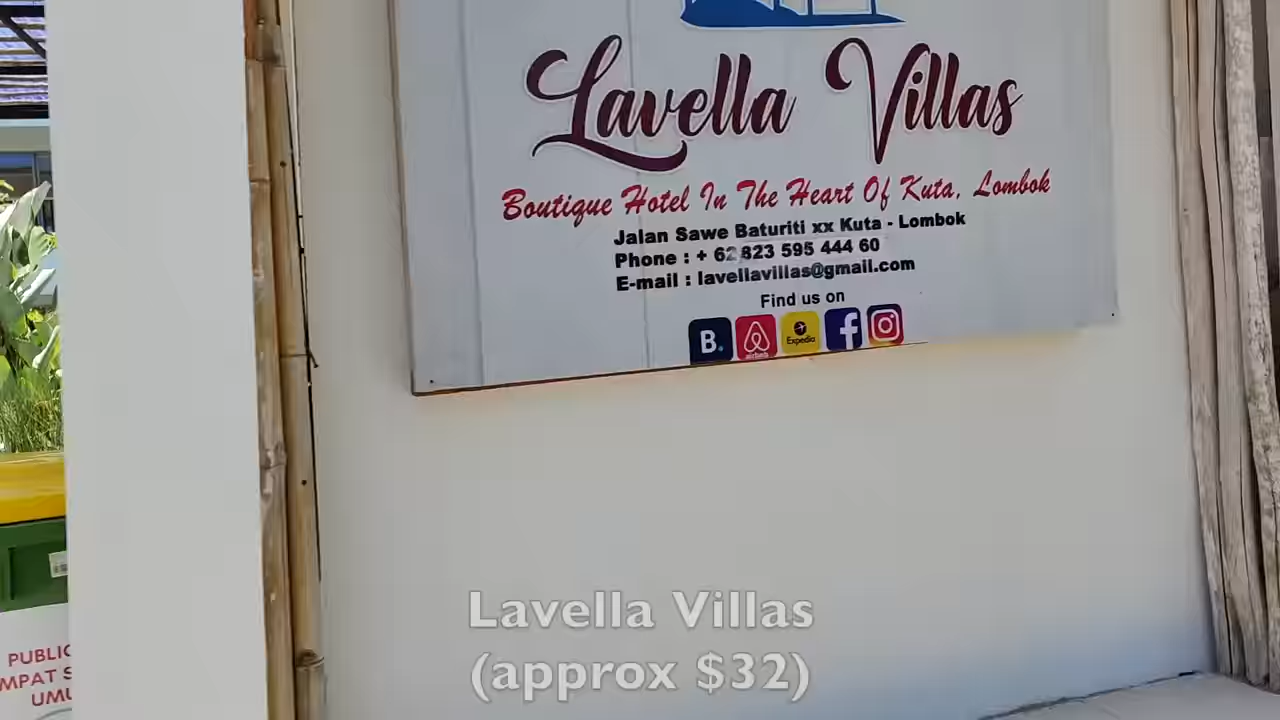 Lavella Villas
Boutique Hotel In The Heart Of Kuta, Lombok
Jalan Sawe Baturiti xx Kuta - Lombok
Phone : + 62 823 595 444 60
E-mail : lavellavillas@gmail.com
Find us on
B.
airbnb
Expedia
f
Lavella Villas
(approx $32)
PUBLIC
MPAT S
UMU